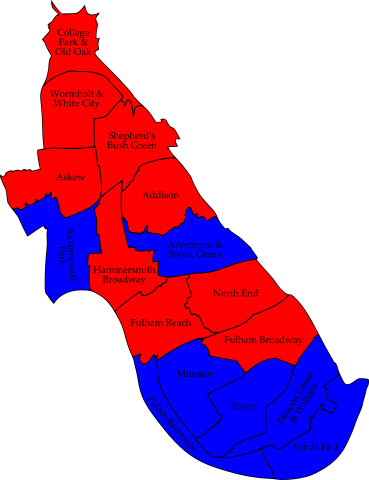 College
Park &
Old Oak
Wormholt &
White City
Shepherd's
Bush Green
Askew
Addison
Ravenscourt
Park
Avonmore &
Brook Green
Hammersmith
Broadway
North End
Fulham Reach
Fulham Broadway
Munster
Parsons Green
& Walham
Town
Palace Riverside
Sands End